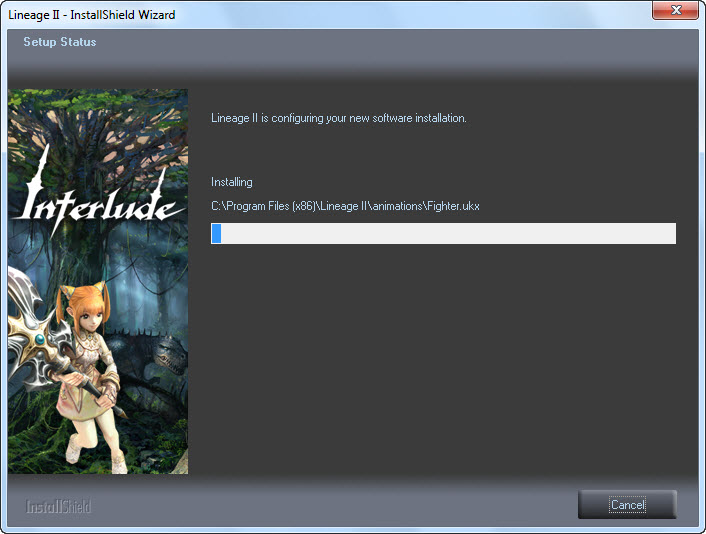 Lineage II - InstallShield Wizard
Setup Status
Lineage II is configuring your new software installation.
Installing
C:\Program Files (x86)\Lineage II\animations\Fighter.ukx
Interlude
InstallShield
Cancel